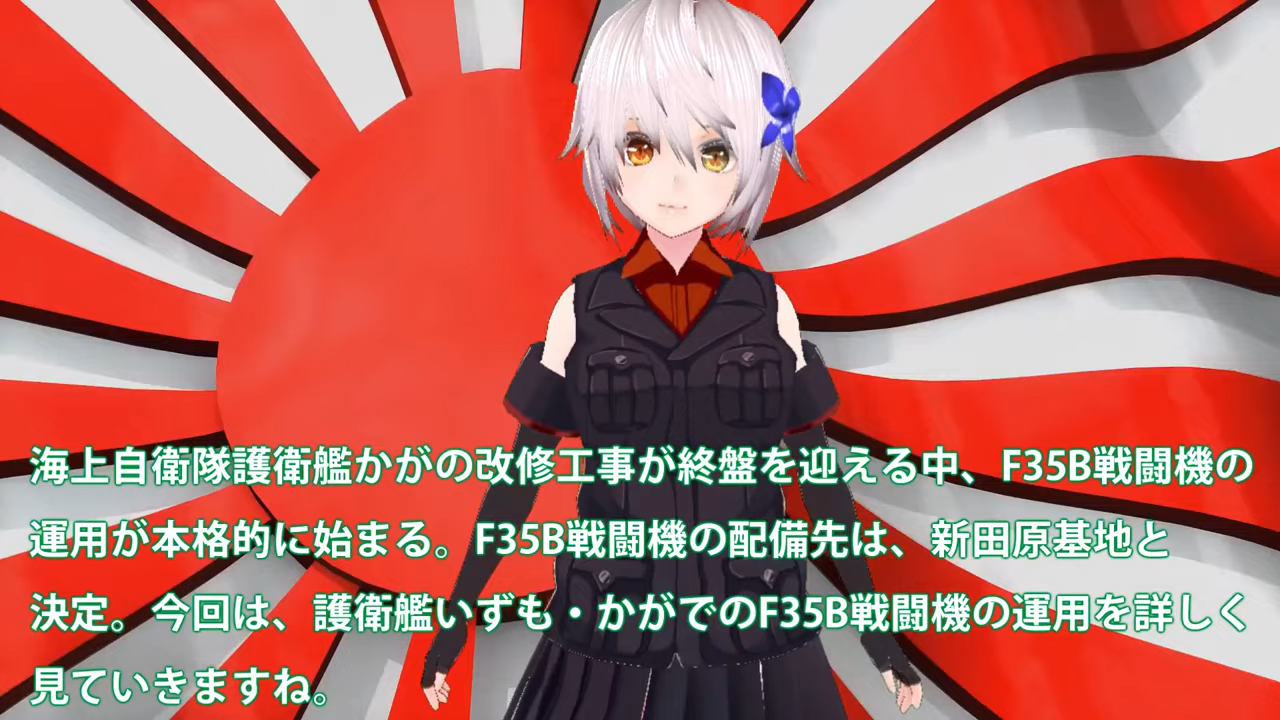 海上自衛隊護衛艦かがの改修工事が終盤を迎える中、F35B戦闘機の
運用が本格的に始まる。F35B戦闘機の配備先は、新田原基地と
決定。今回は、護衛艦いずも・かがでのF35B戦闘機の運用を詳しく
見ていきますね。